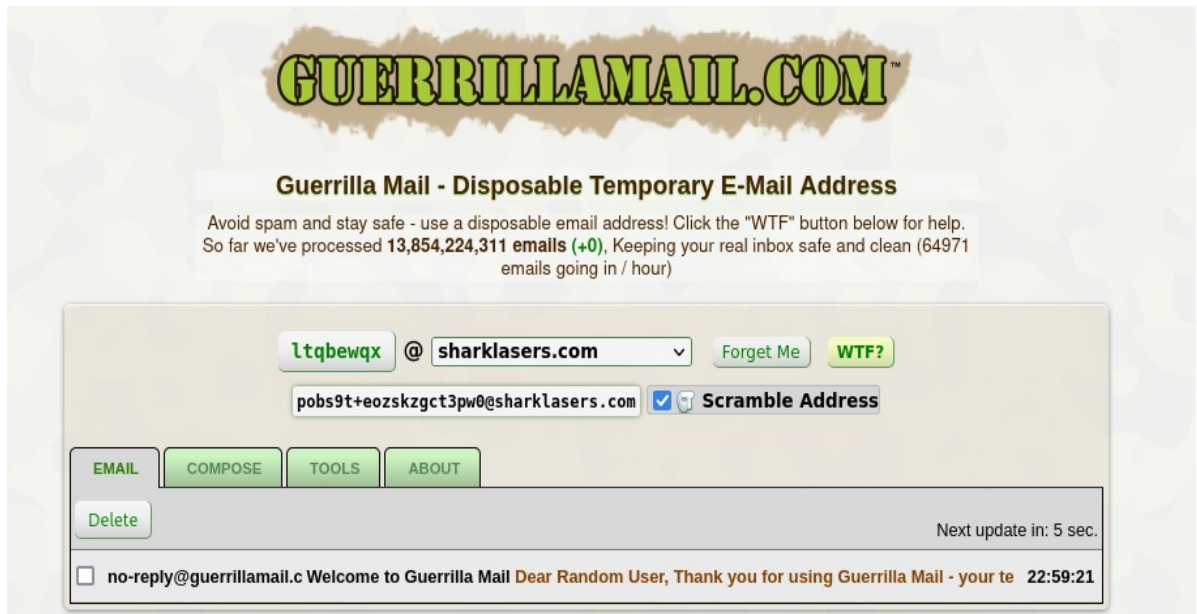 GUERRILLAMAIL.COM™
Guerrilla Mail - Disposable Temporary E-Mail Address
Avoid spam and stay safe - use a disposable email address! Click the "WTF" button below for help.
So far we've processed 13,854,224,311 emails (+0), Keeping your real inbox safe and clean (64971
emails going in / hour)
ltqbewqx @ sharklasers.com Forget Me WTF?
pobs9t+eozskzgct3pw0@sharklasers.com Scramble Address
EMAIL COMPOSE TOOLS ABOUT
Delete
Next update in: 5 sec.
no-reply@guerrillamail.c Welcome to Guerrilla Mail Dear Random User, Thank you for using Guerrilla Mail - your te 22:59:21